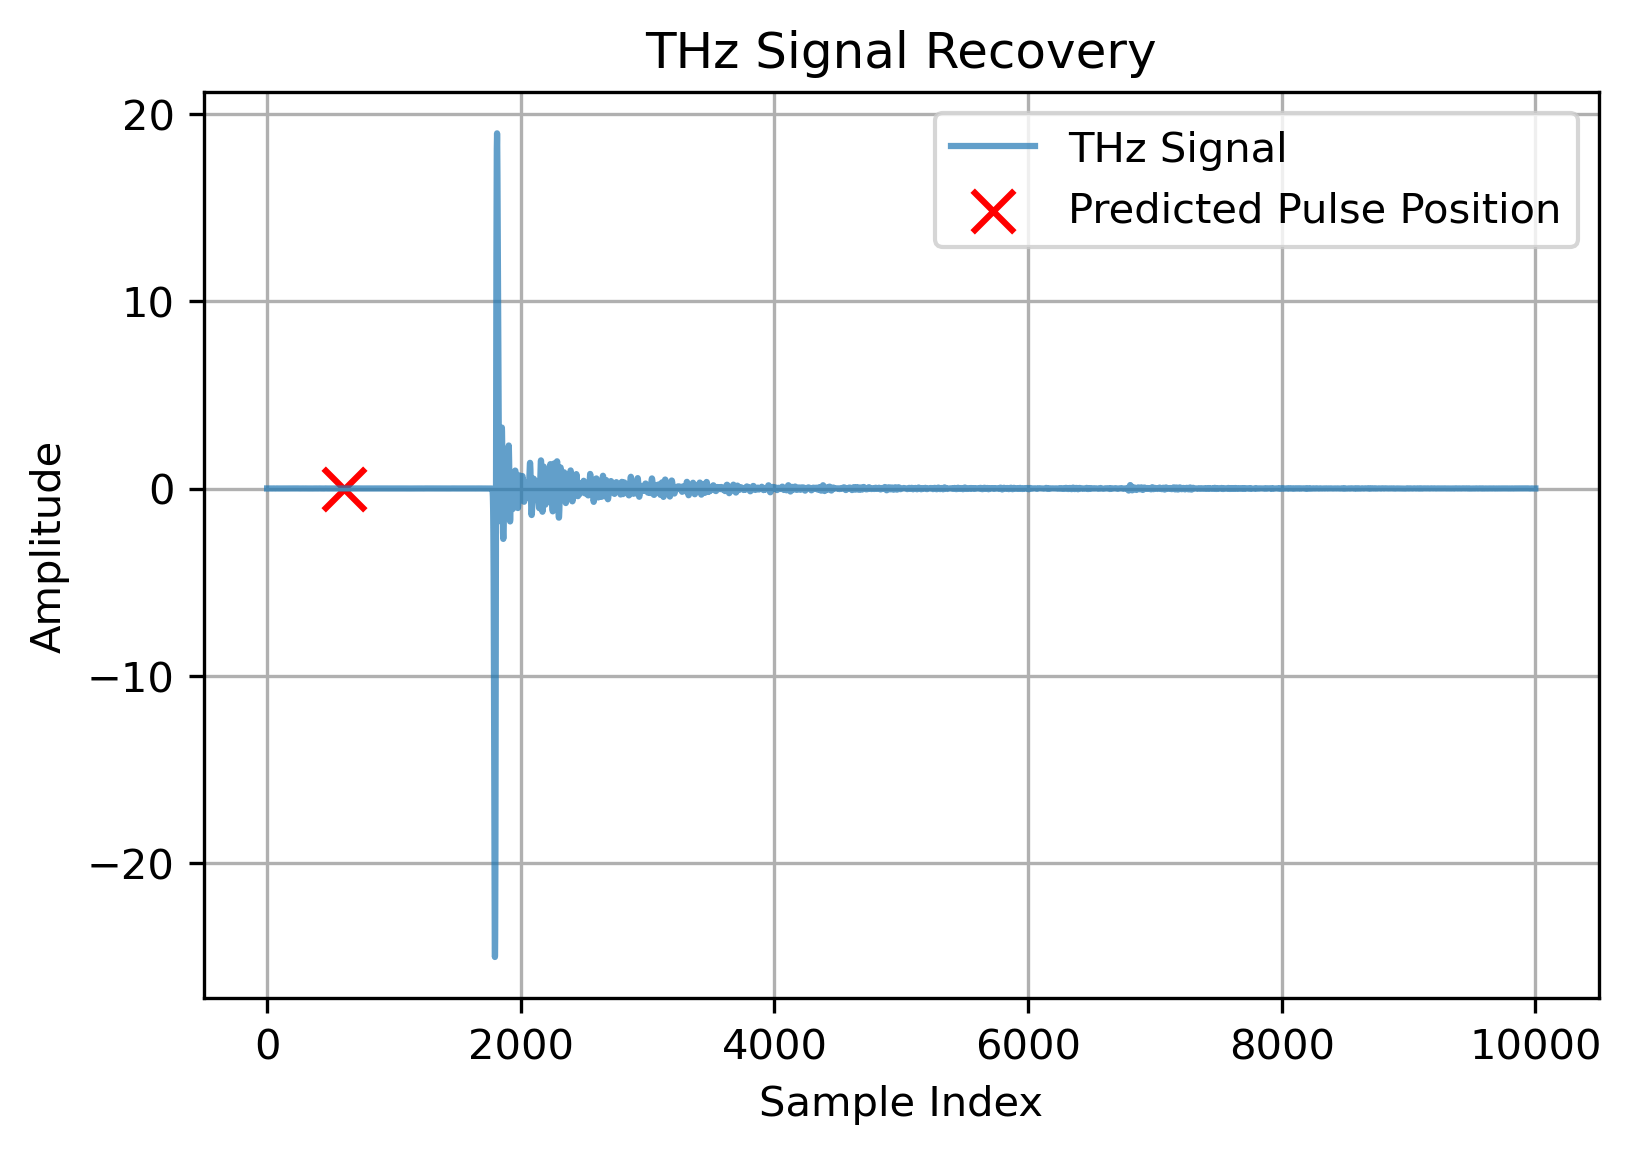 THz Signal Recovery
20
10
0
−10
−20
Amplitude
THz Signal
Predicted Pulse Position
0 2000 4000 6000 8000 10000
Sample Index